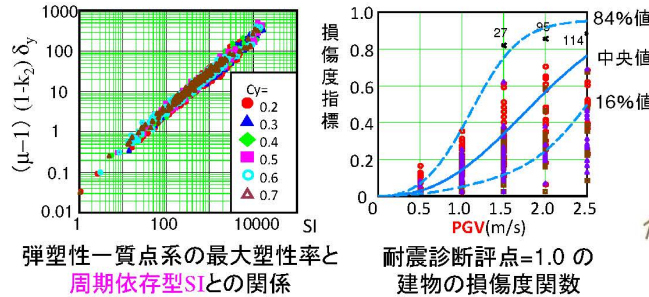 1000
100
10
1
0.1
0.01
(μ−1) (1-k₂) δy
Cy=
0.2
0.3
0.4
0.5
0.6
0.7
1
100
10000
SI
弾塑性一質点系の最大塑性率と
周期依存型SIとの関係
損傷度指標
1.0
0.8
0.6
0.4
0.2
0
27
95
114
84%値
中央値
16%値
0
0.5
1.0
1.5
2.0
2.5
PGV(m/s)
耐震診断評点=1.0 の
建物の損傷度関数